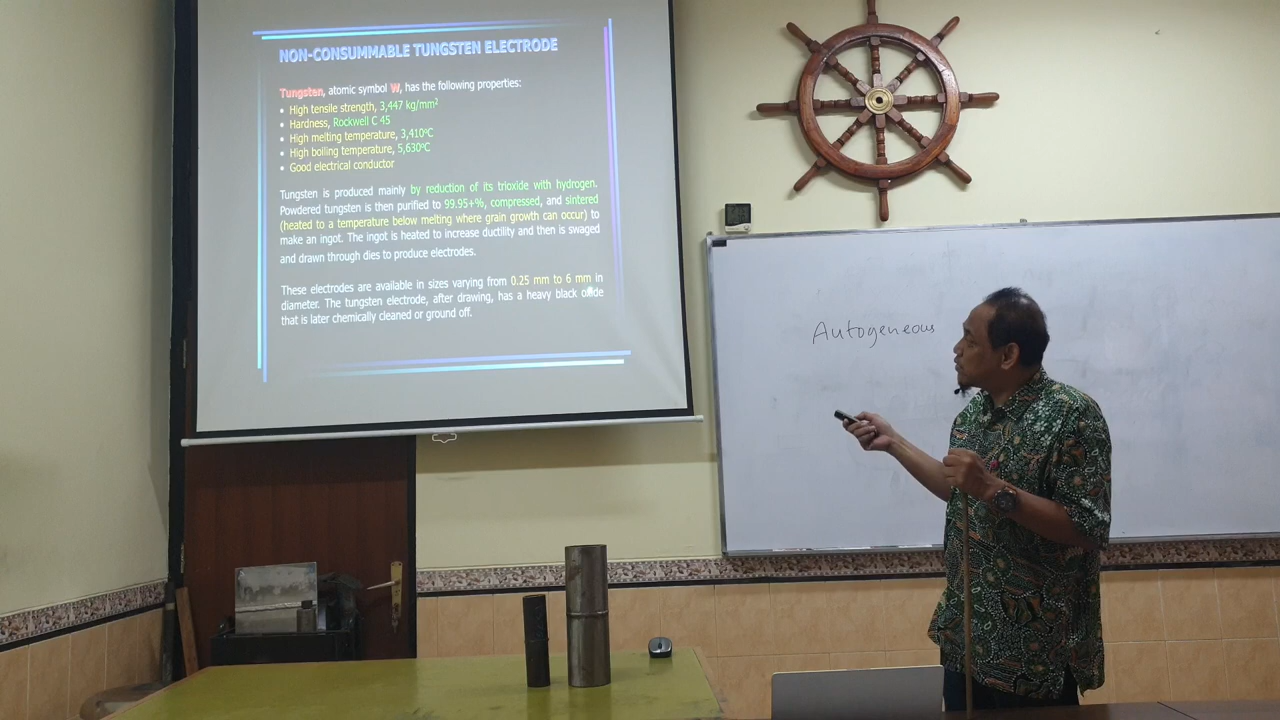 NON-CONSUMMABLE TUNGSTEN ELECTRODE
Tungsten, atomic symbol W, has the following properties:
• High tensile strength, 3,447 kg/mm²
• Hardness, Rockwell C 45
• High melting temperature, 3,410ºC
• High boiling temperature, 5,630ºC
• Good electrical conductor
Tungsten is produced mainly by reduction of its trioxide with hydrogen.
Powdered tungsten is then purified to 99.95+%, compressed, and sintered
(heated to a temperature below melting where grain growth can occur) to
make an ingot. The ingot is heated to increase ductility and then is swaged
and drawn through dies to produce electrodes.
These electrodes are available in sizes varying from 0.25 mm to 6 mm in
diameter. The tungsten electrode, after drawing, has a heavy black oxide
that is later chemically cleaned or ground off.
Autogeneous